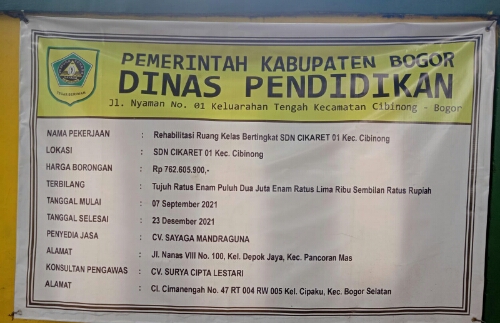 PEMERINTAH KABUPATEN BOGOR
DINAS PENDIDIKAN
Jl. Nyaman No. 01 Keluarahan Tengah Kecamatan Cibinong - Bogor
NAMA PEKERJAAN : Rehabilitasi Ruang Kelas Bertingkat SDN CIKARET 01 Kec. Cibinong
LOKASI : SDN CIKARET 01 Kec. Cibinong
HARGA BORONGAN : Rp 762.605.900,-
TERBILANG : Tujuh Ratus Enam Puluh Dua Juta Enam Ratus Lima Ribu Sembilan Ratus Rupiah
TANGGAL MULAI : 07 September 2021
TANGGAL SELESAI : 23 Desember 2021
PENYEDIA JASA : CV. SAYAGA MANDRAGUNA
ALAMAT : Jl. Nanas VIII No. 100, Kel. Depok Jaya, Kec. Pancoran Mas
KONSULTAN PENGAWAS : CV. SURYA CIPTA LESTARI
ALAMAT : Cl. Cimanengah No. 47 RT 004 RW 005 Kel. Cipaku, Kec. Bogor Selatan